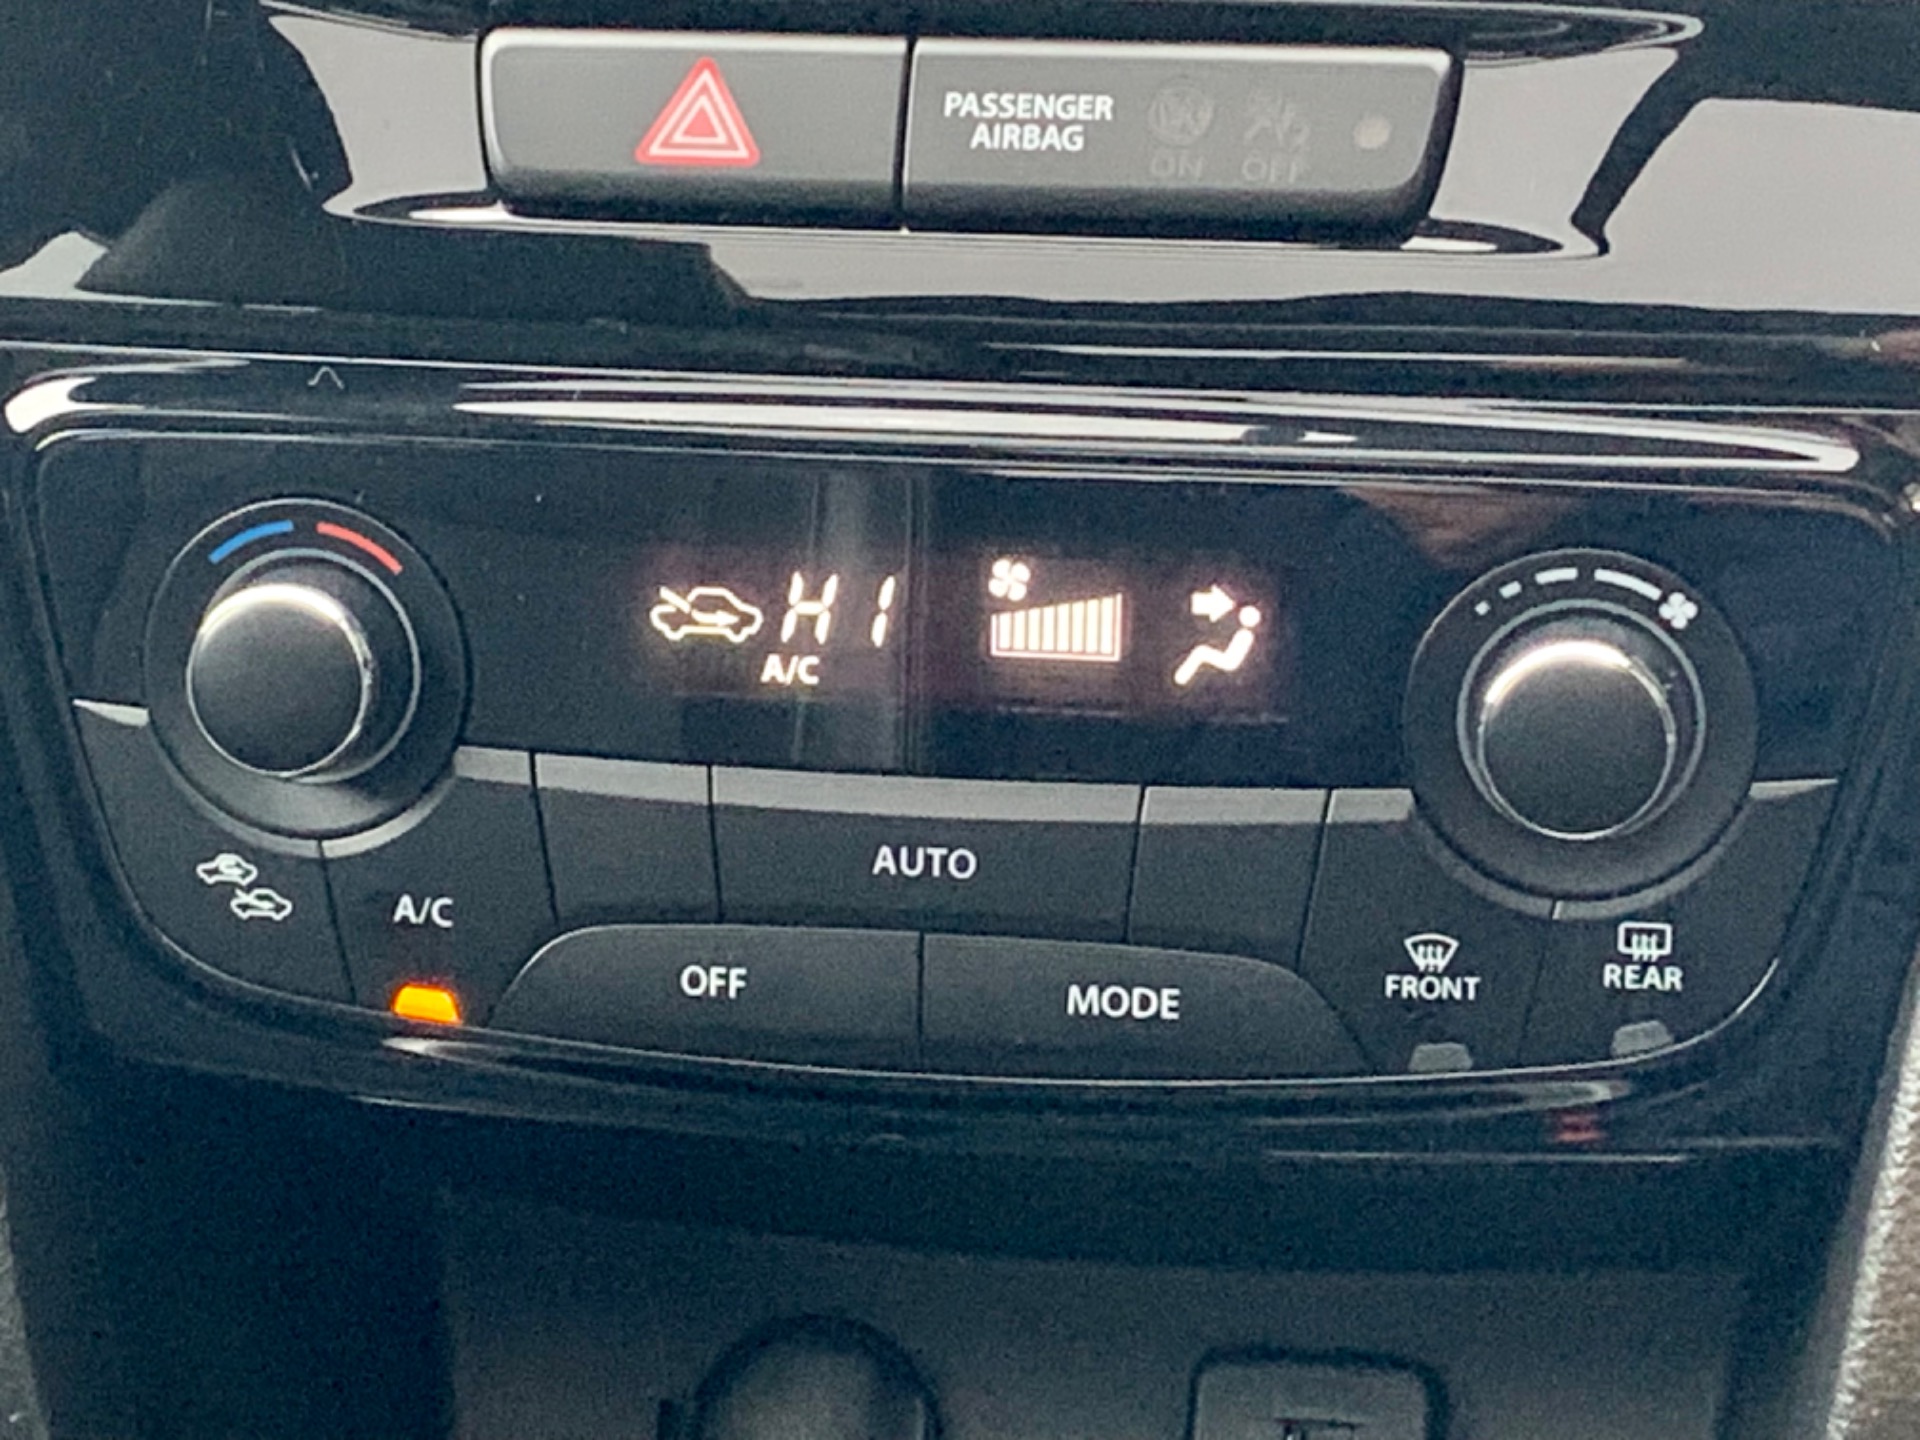 PASSENGER
AIRBAG
ON OFF
HI
A/C
AUTO
A/C
OFF
MODE
FRONT
REAR